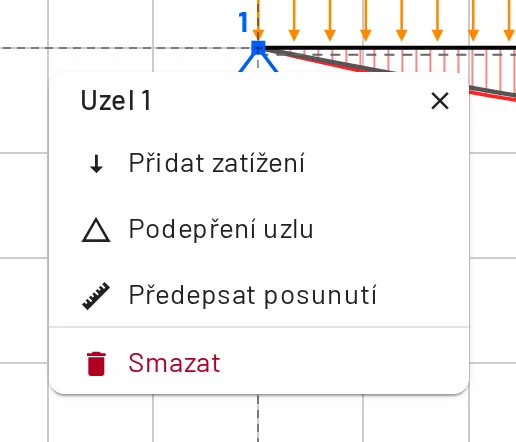 1
Uzel 1
Přidat zatížení
Podepření uzlu
Předepsat posunutí
Smazat